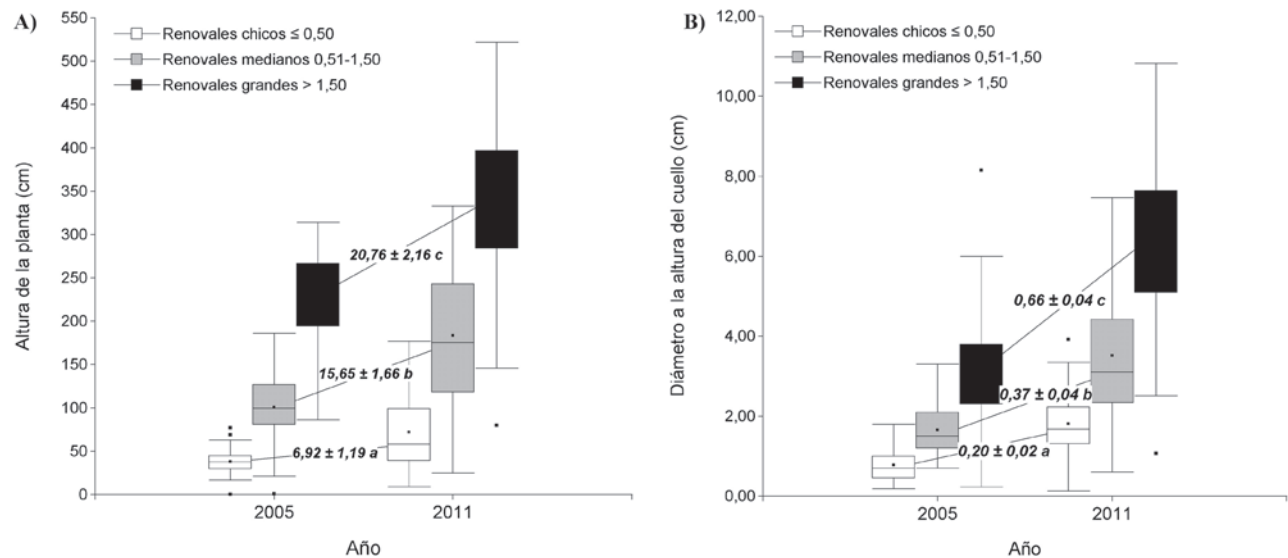 A)
Renovales chicos ≤ 0,50
Renovales medianos 0,51-1,50
Renovales grandes > 1,50
Altura de la planta (cm)
550
500
450
400
350
300
250
200
150
100
50
0
20,76 ± 2,16 c
15,65 ± 1,66 b
6,92 ± 1,19 a
2005 2011
Año
B)
Renovales chicos ≤ 0,50
Renovales medianos 0,51-1,50
Renovales grandes > 1,50
Diámetro a la altura del cuello (cm)
12,00
10,00
8,00
6,00
4,00
2,00
0,00
0,66 ± 0,04 c
0,37 ± 0,04 b
0,20 ± 0,02 a
2005 2011
Año